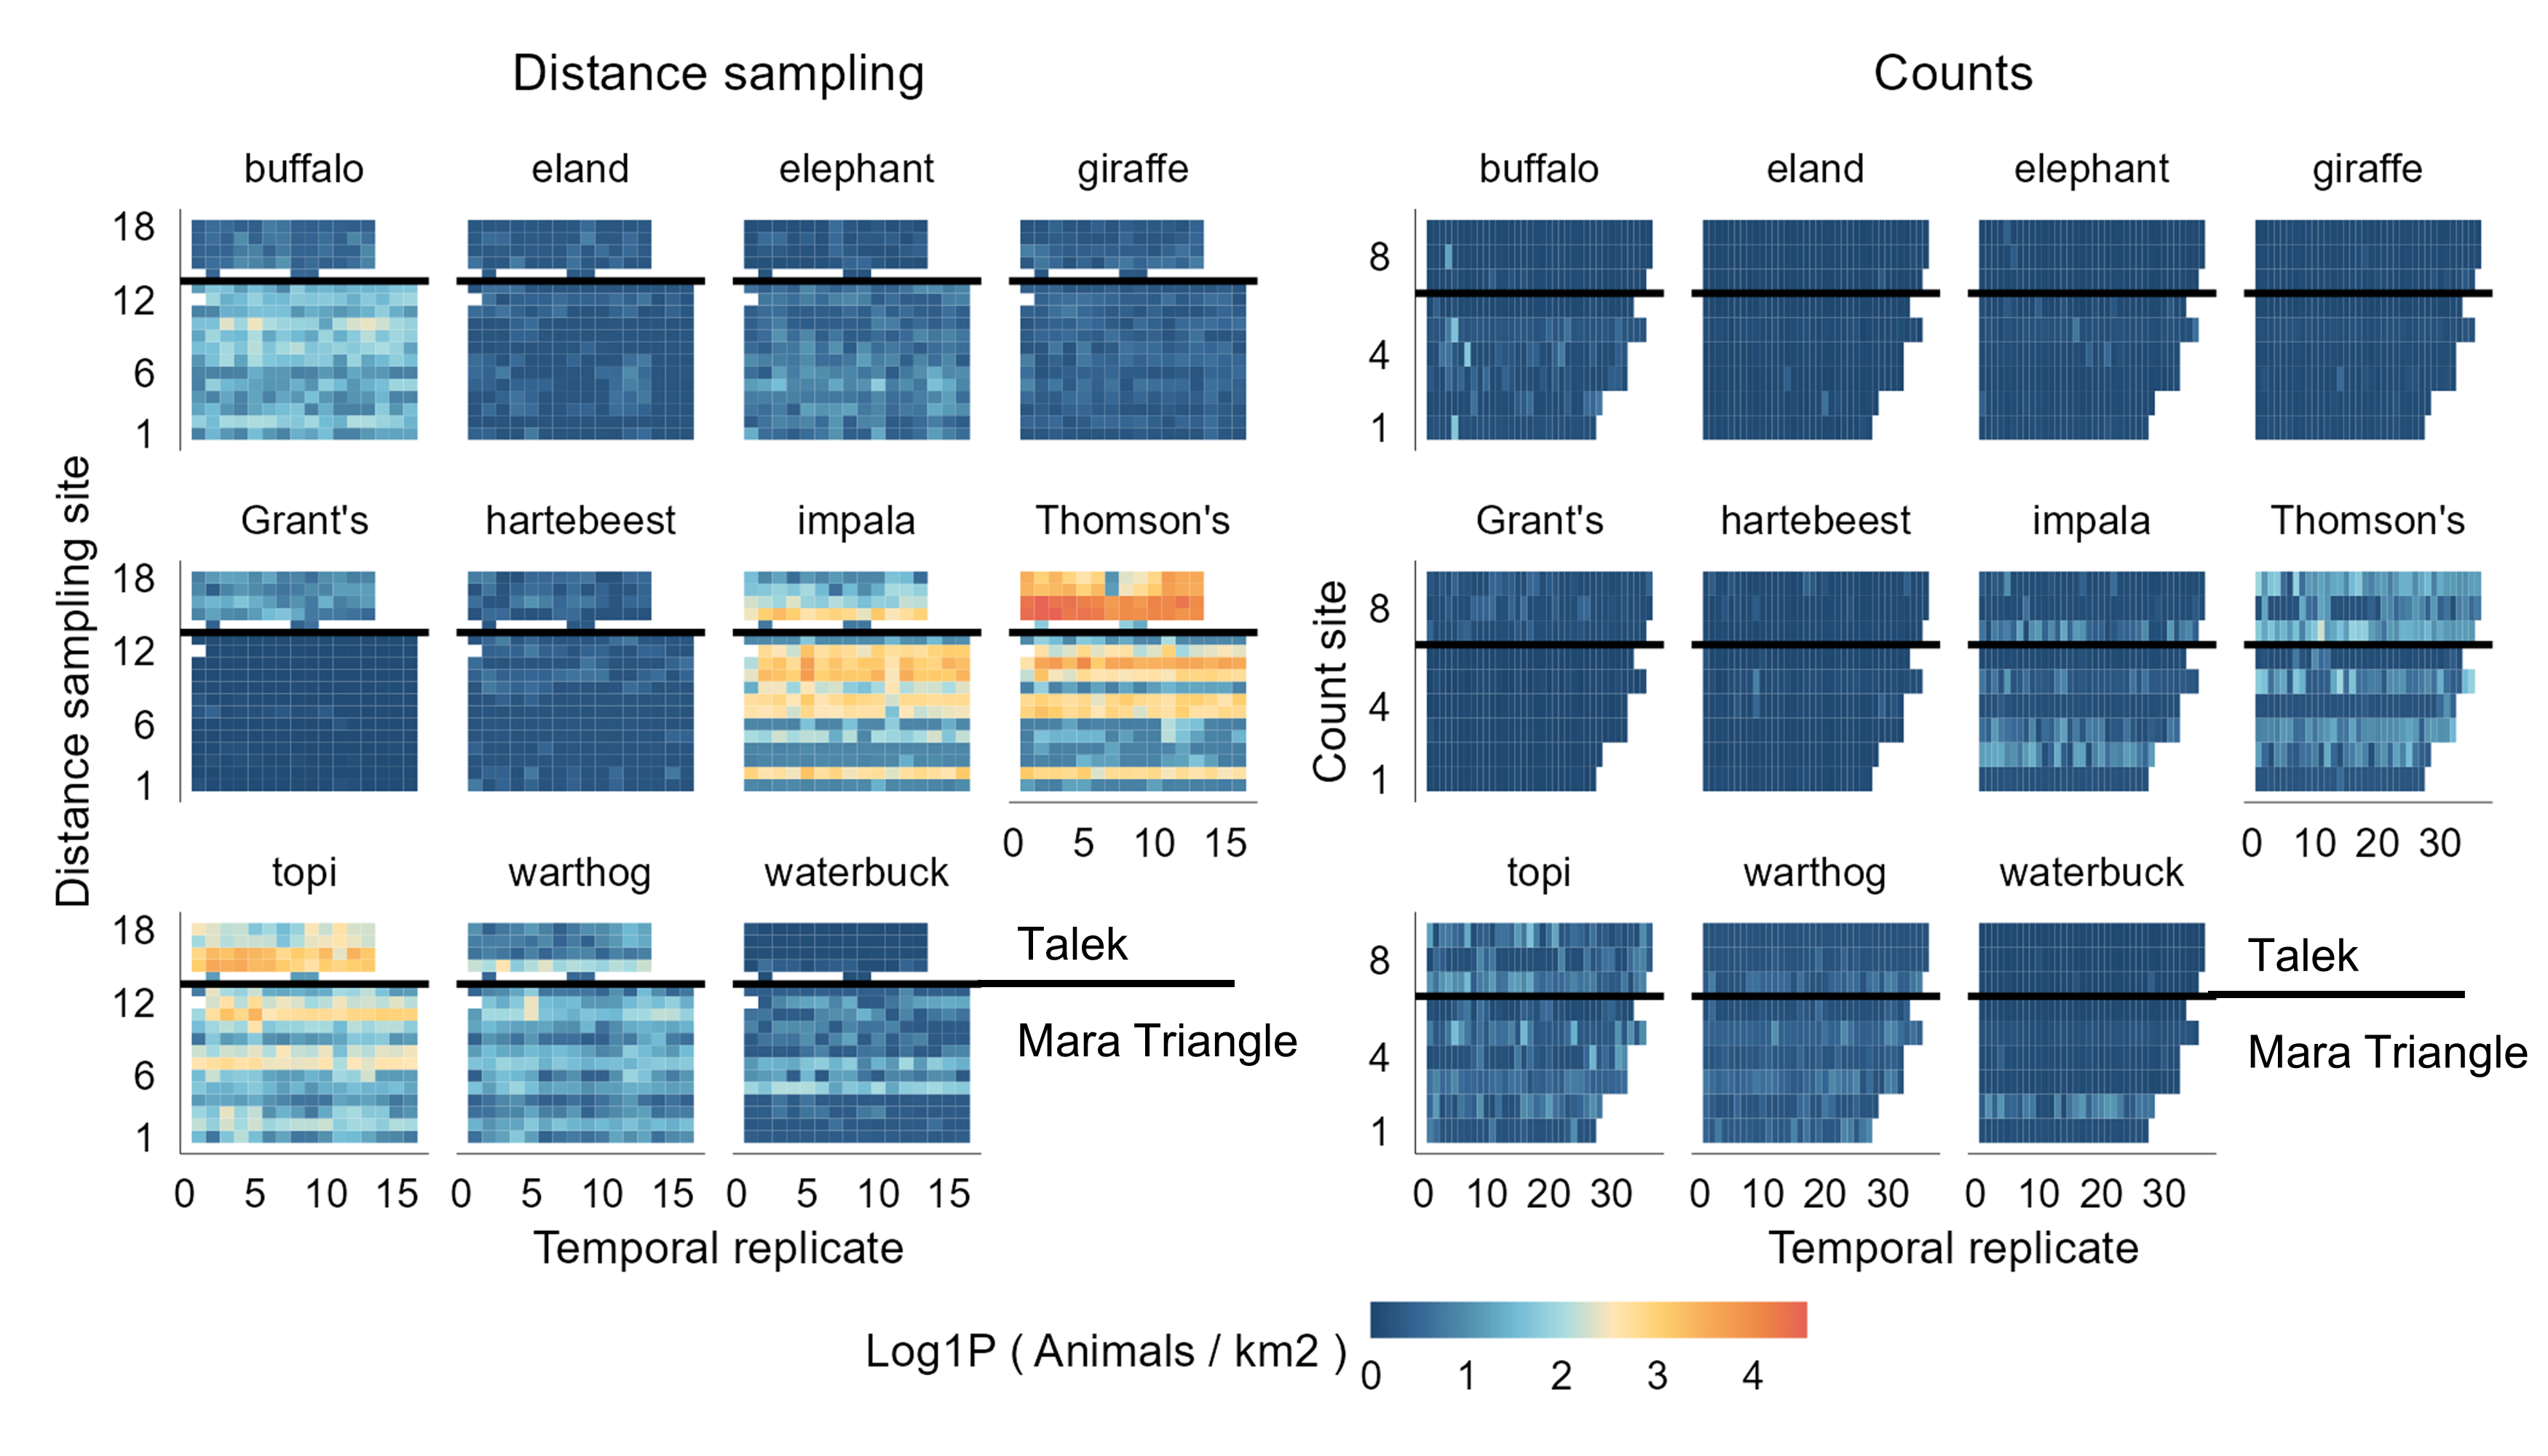 Distance sampling
Counts
buffalo eland elephant giraffe
buffalo eland elephant giraffe
18
12
6
1
8
4
1
Distance sampling site
Count site
Grant's hartebeest impala Thomson's
Grant's hartebeest impala Thomson's
18
12
6
1
8
4
1
0 5 10 15
0 10 20 30
topi warthog waterbuck
topi warthog waterbuck
18
12
6
1
Talek
Mara Triangle
8
4
1
Talek
Mara Triangle
0 5 10 15 0 5 10 15 0 5 10 15
0 10 20 30 0 10 20 30 0 10 20 30
Temporal replicate
Temporal replicate
Log1P ( Animals / km2 )
0 1 2 3 4